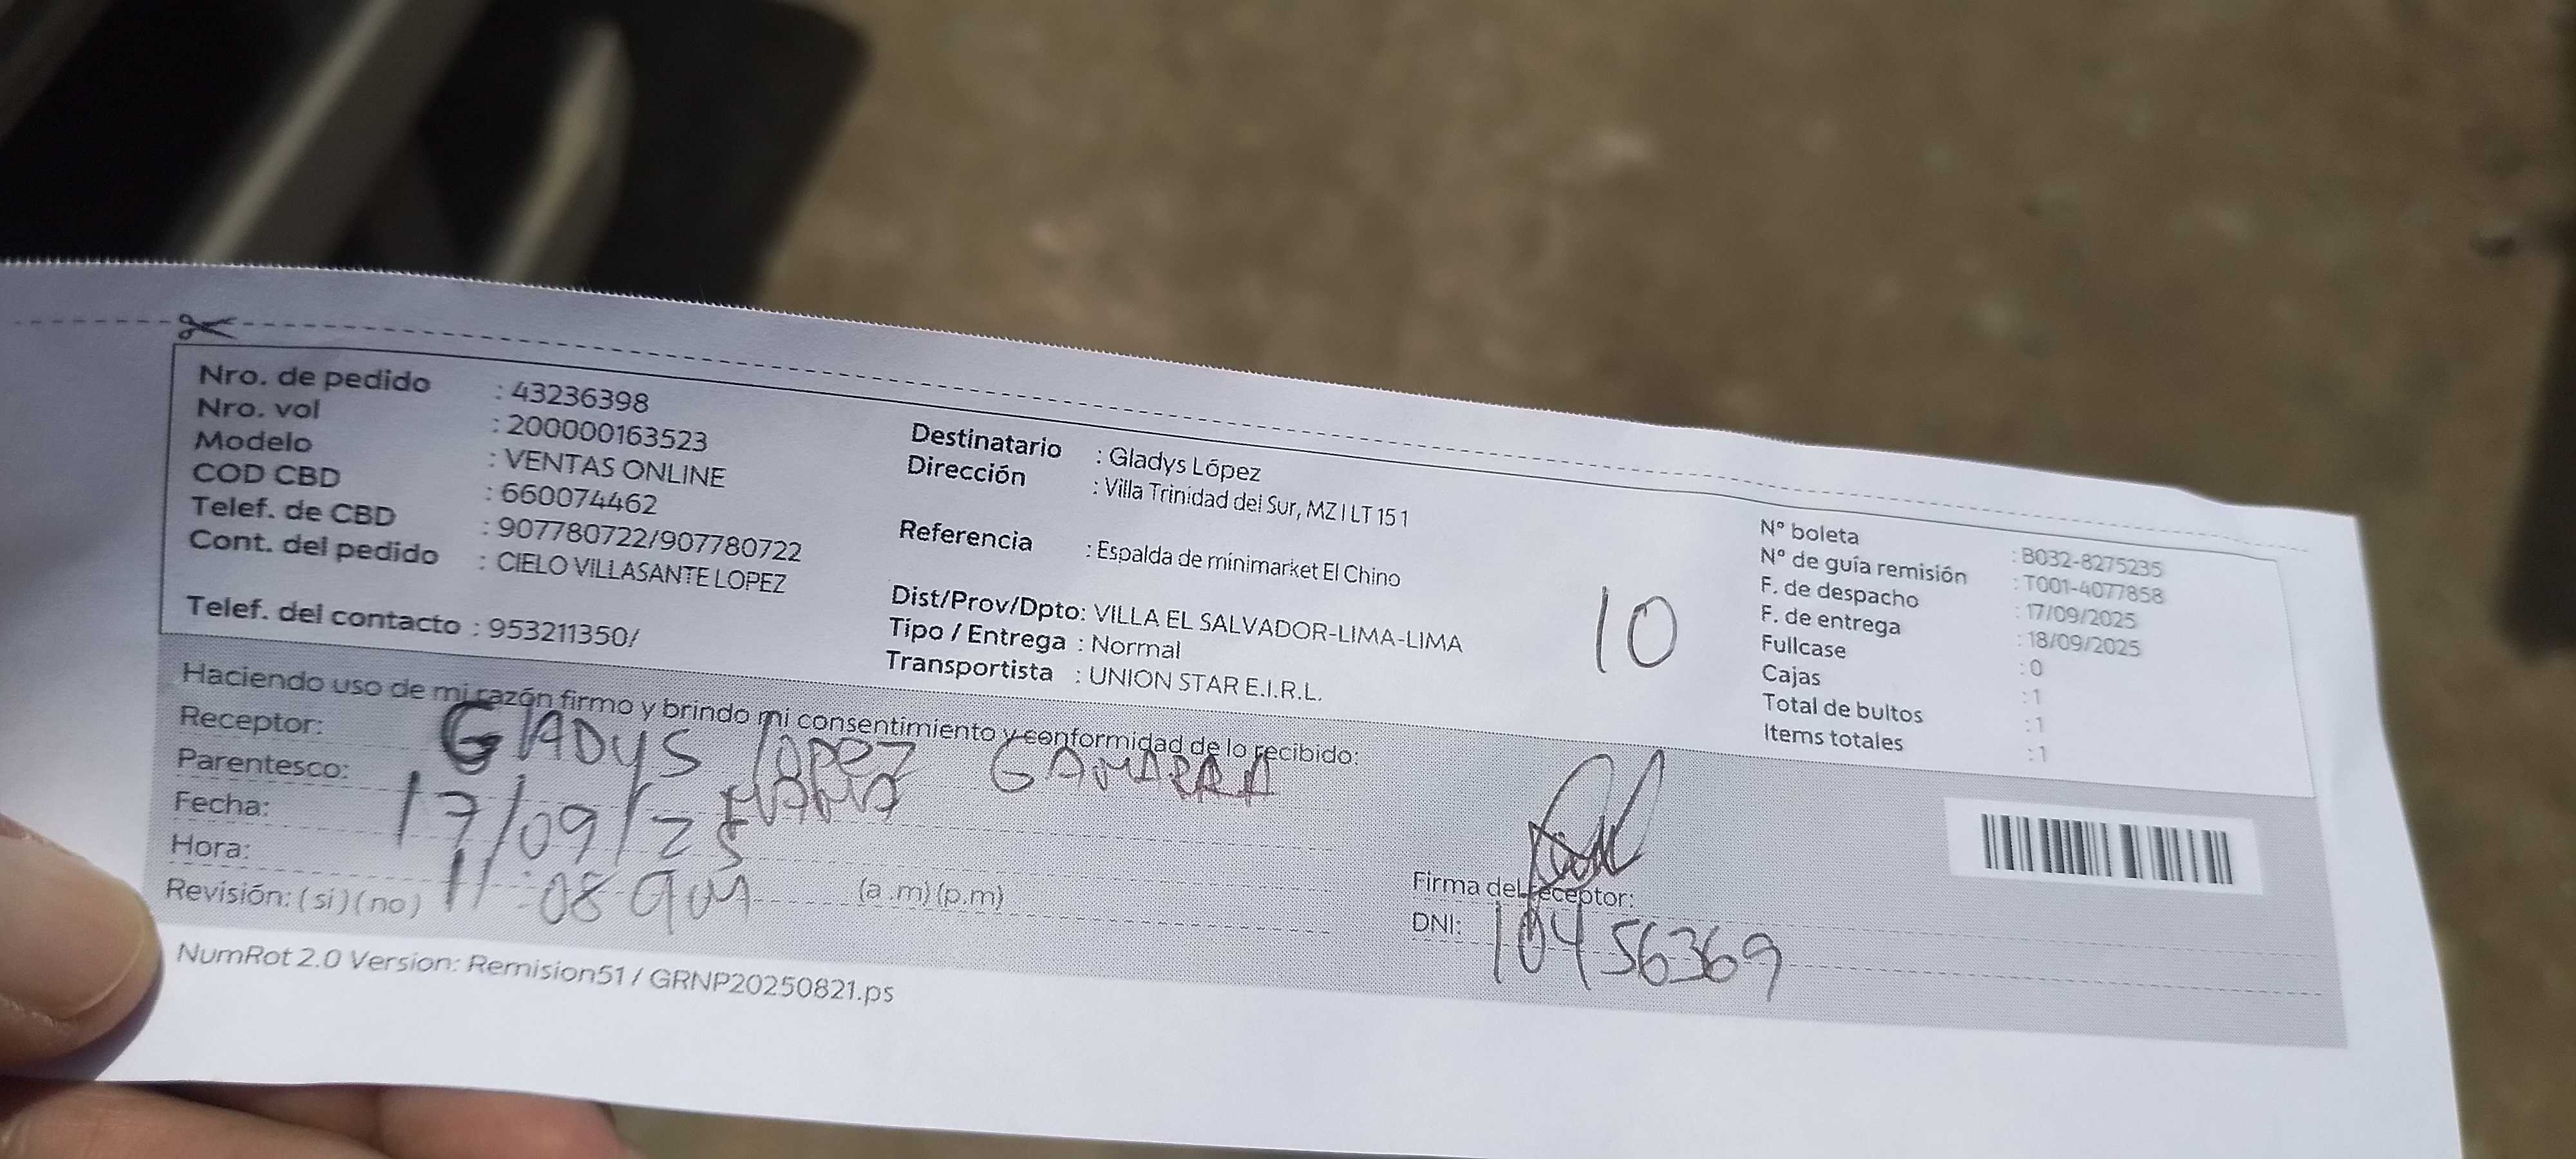 Nro. de pedido : 43236398
Nro. vol : 200000163523
Modelo : VENTAS ONLINE
COD CBD : 660074462
Telef. de CBD : 907780722/907780722
Cont. del pedido : CIELO VILLASANTE LOPEZ
Telef. del contacto : 953211350/
Destinatario : Gladys López
Dirección : Villa Trinidad del Sur, MZ I LT 151
Referencia : Espalda de minimarket El Chino
Dist/Prov/Dpto: VILLA EL SALVADOR-LIMA-LIMA
Tipo / Entrega : Normal
Transportista : UNION STAR E.I.R.L.
10
N° boleta : B032-8275235
N° de guía remisión : T001-4077858
F. de despacho : 17/09/2025
F. de entrega : 18/09/2025
Fullcase : 0
Cajas : 1
Total de bultos : 1
Items totales : 1
Haciendo uso de mi razón firmo y brindo mi consentimiento y conformidad de lo recibido:
Receptor: GlADyS lopez GAMARRA
Parentesco:
Fecha: 17/09/25
Hora: 11:08 am (a.m)(p.m)
Revisión: (si)(no)
Firma del receptor:
DNI: 10456369
NumRot 2.0 Version: Remision51 / GRNP20250821.ps